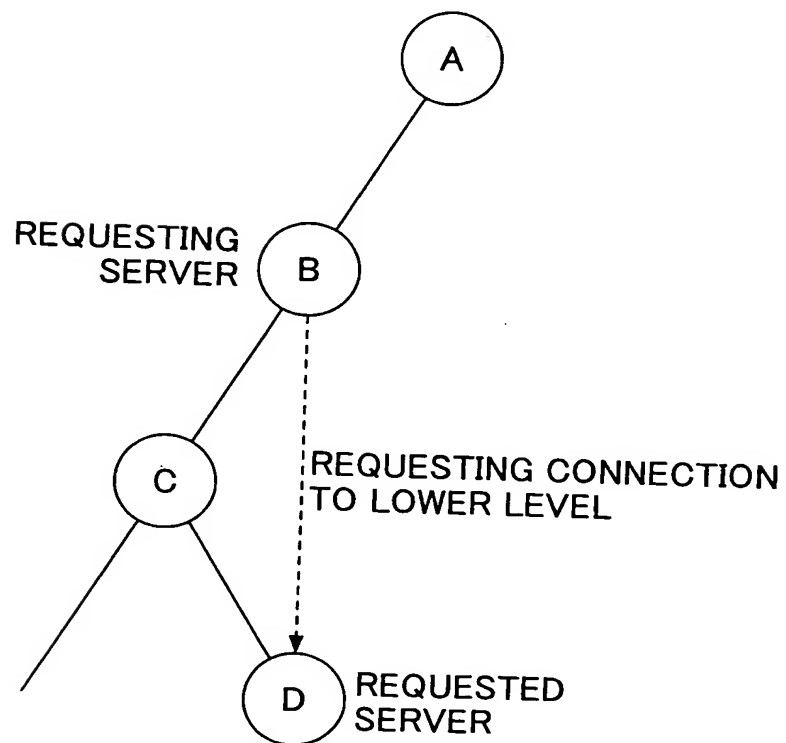 A
REQUESTING
SERVER
B
C
REQUESTING CONNECTION
TO LOWER LEVEL
D
REQUESTED
SERVER